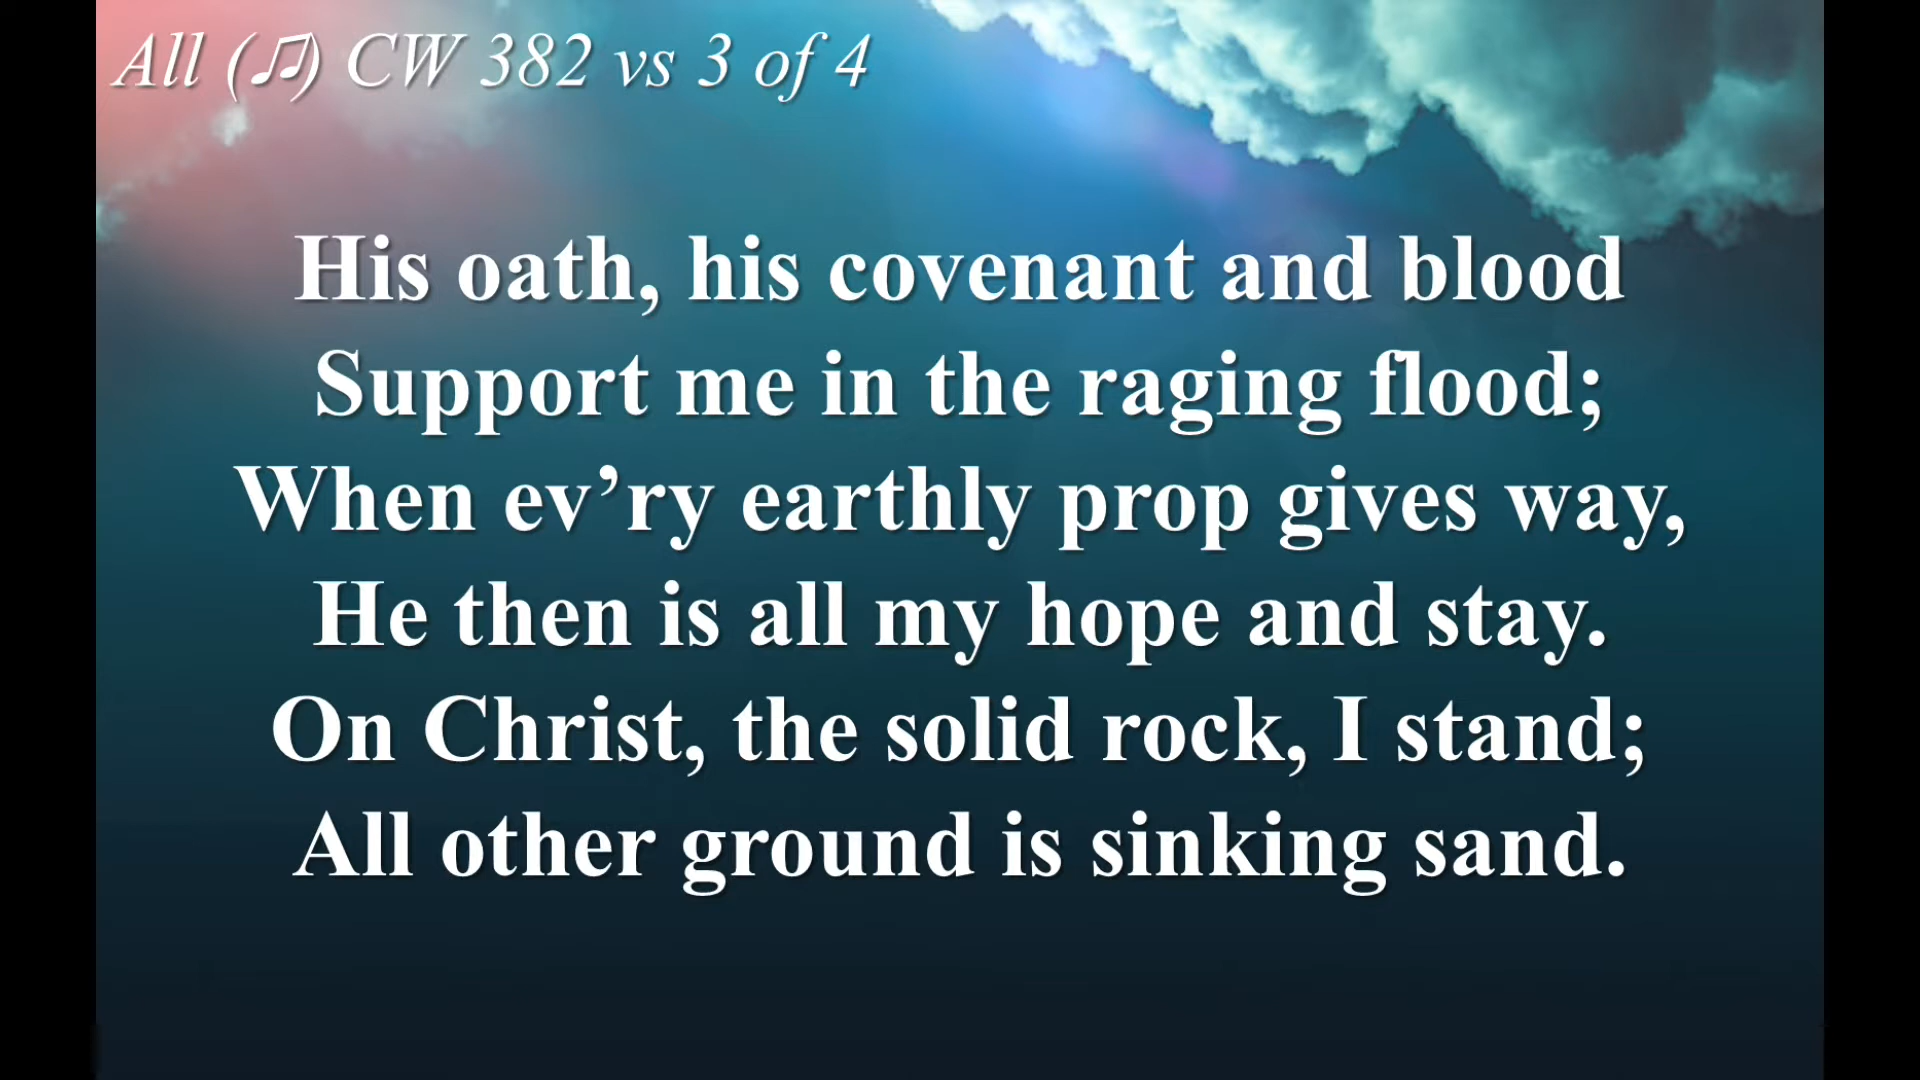 All (♫) CW 382 vs 3 of 4
His oath, his covenant and blood
Support me in the raging flood;
When ev’ry earthly prop gives way,
He then is all my hope and stay.
On Christ, the solid rock, I stand;
All other ground is sinking sand.